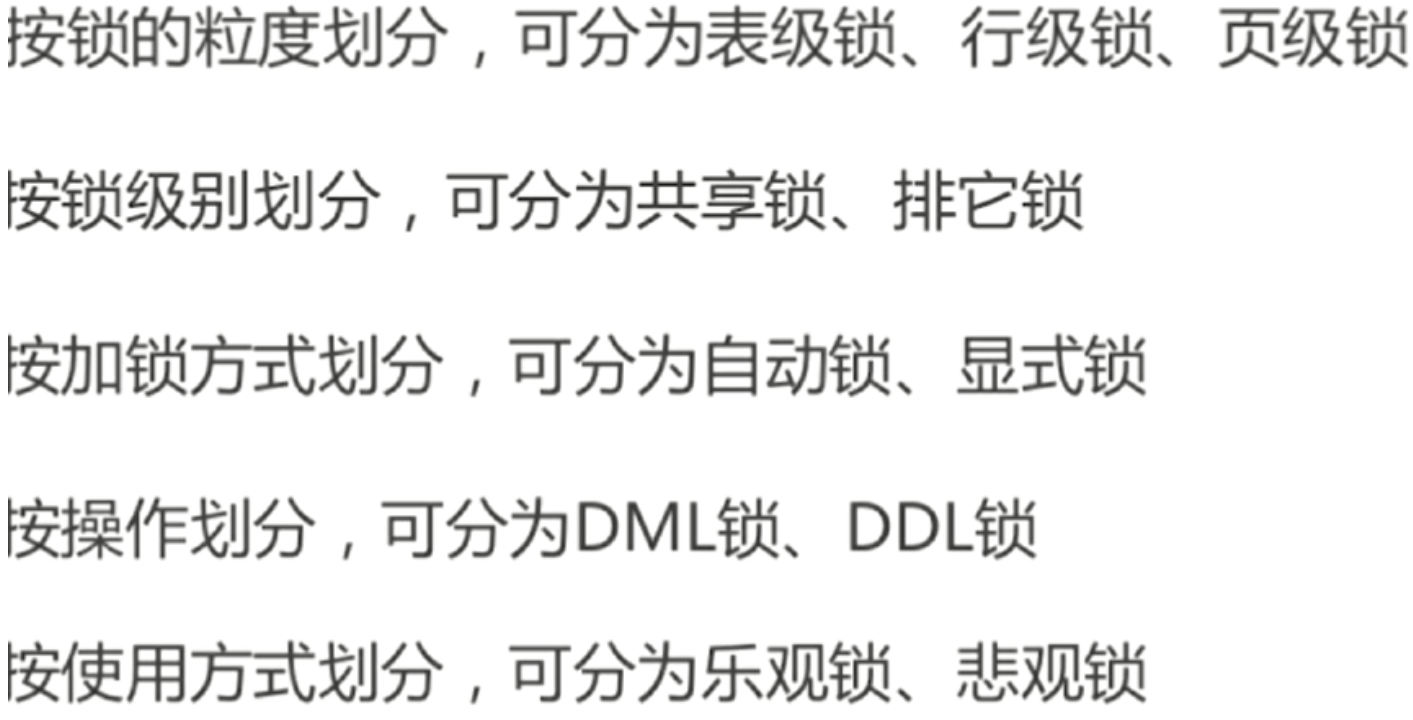 按锁的粒度划分，可分为表级锁、行级锁、页级锁
按锁级别划分，可分为共享锁、排它锁
按加锁方式划分，可分为自动锁、显式锁
按操作划分，可分为DML锁、DDL锁
按使用方式划分，可分为乐观锁、悲观锁